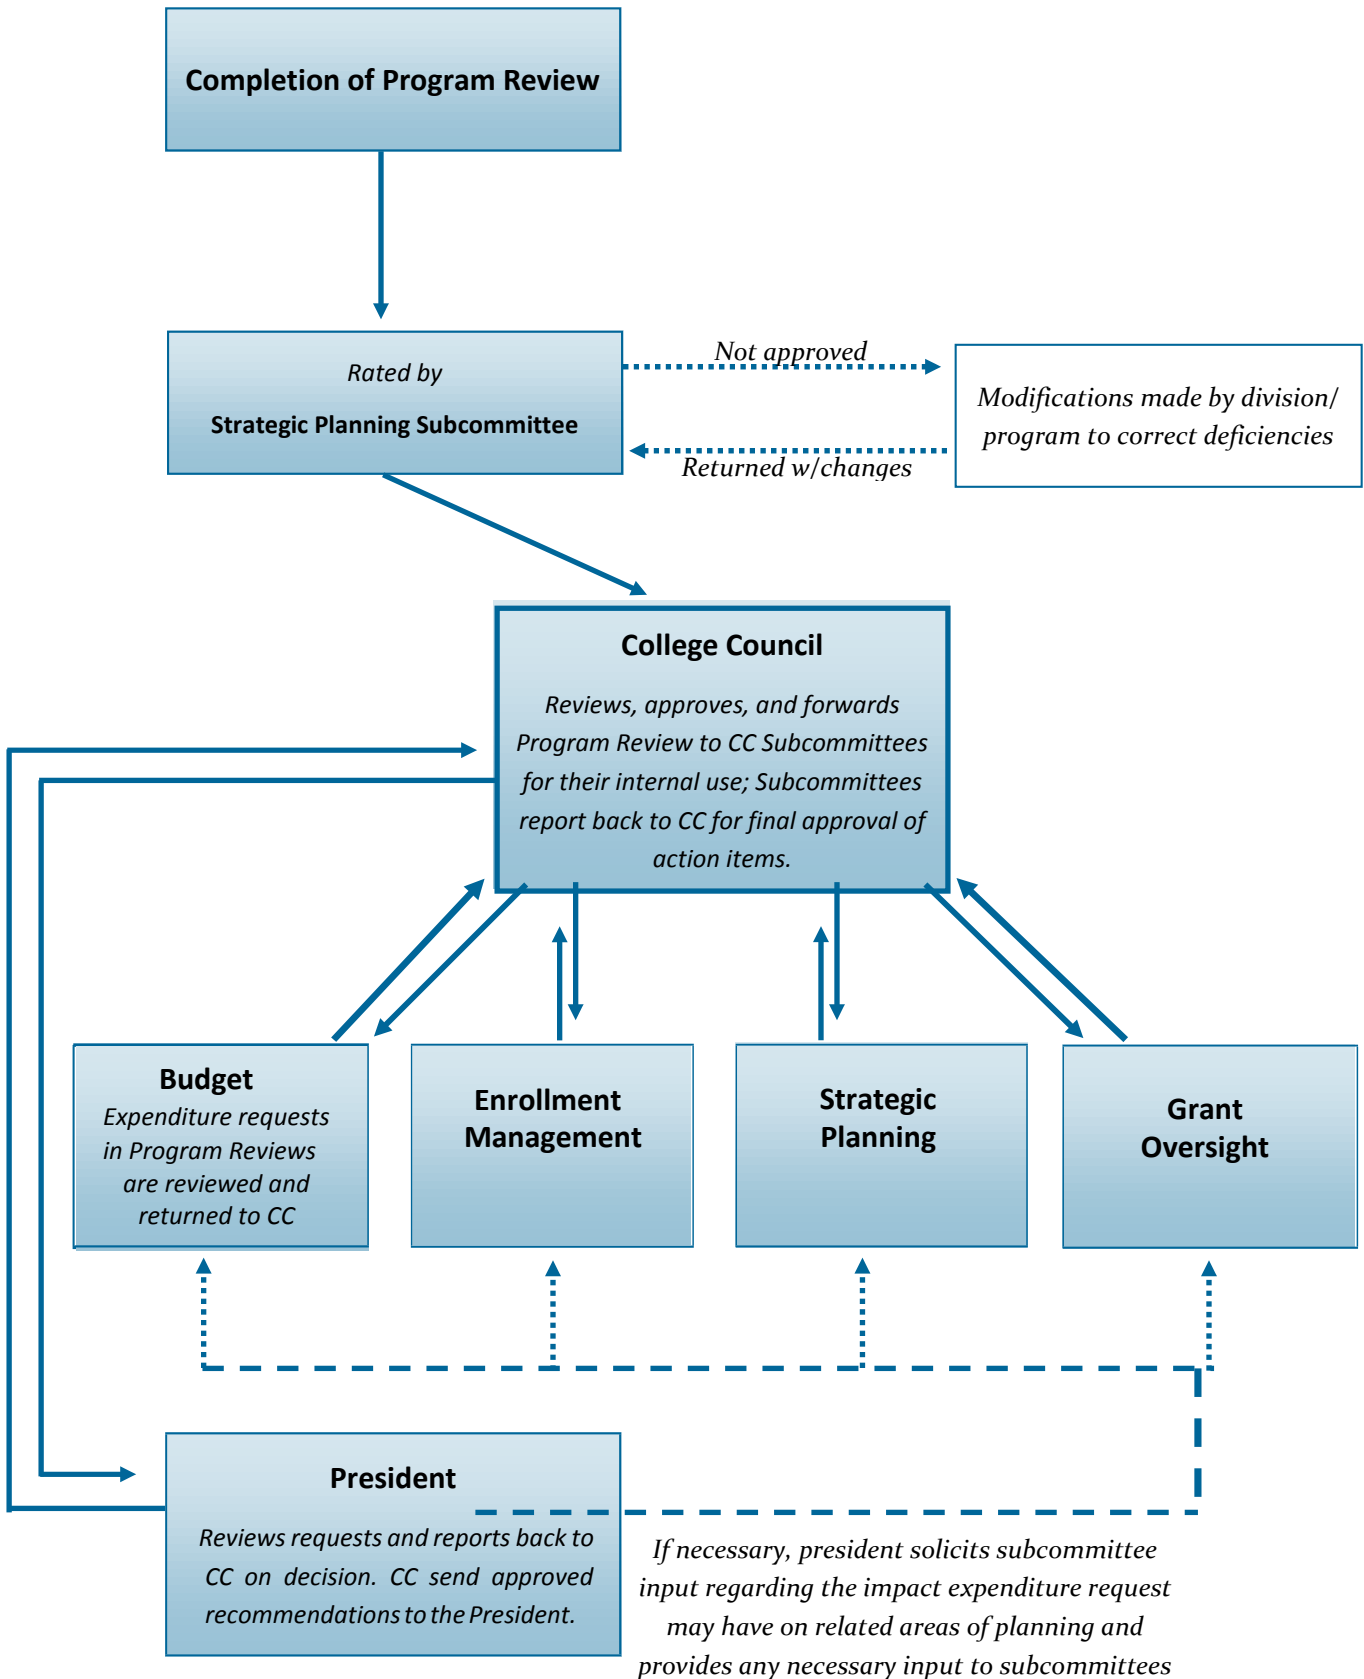 Completion of Program Review
Rated by
Strategic Planning Subcommittee
Not approved
Returned w/changes
Modifications made by division/
program to correct deficiencies
College Council
Reviews, approves, and forwards
Program Review to CC Subcommittees
for their internal use; Subcommittees
report back to CC for final approval of
action items.
Budget
Expenditure requests
in Program Reviews
are reviewed and
returned to CC
Enrollment
Management
Strategic
Planning
Grant
Oversight
President
Reviews requests and reports back to
CC on decision. CC send approved
recommendations to the President.
If necessary, president solicits subcommittee
input regarding the impact expenditure request
may have on related areas of planning and
provides any necessary input to subcommittees